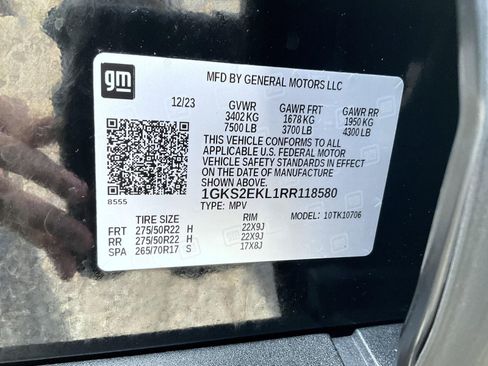 gm
MFD BY GENERAL MOTORS LLC
12/23 GVWR GAWR FRT GAWR RR
3402 KG 1678 KG 1950 KG
7500 LB 3700 LB 4300 LB
THIS VEHICLE CONFORMS TO ALL
APPLICABLE U.S. FEDERAL MOTOR
VEHICLE SAFETY STANDARDS IN EFFECT
ON THE DATE OF MANUFACTURE
SHOWN ABOVE.
1GKS2EKL1RR118580
8555 TYPE: MPV MODEL: 10TK10706
TIRE SIZE RIM
FRT 275/50R22 H 22X9J
RR 275/50R22 H 22X9J
SPA 265/70R17 S 17X8J